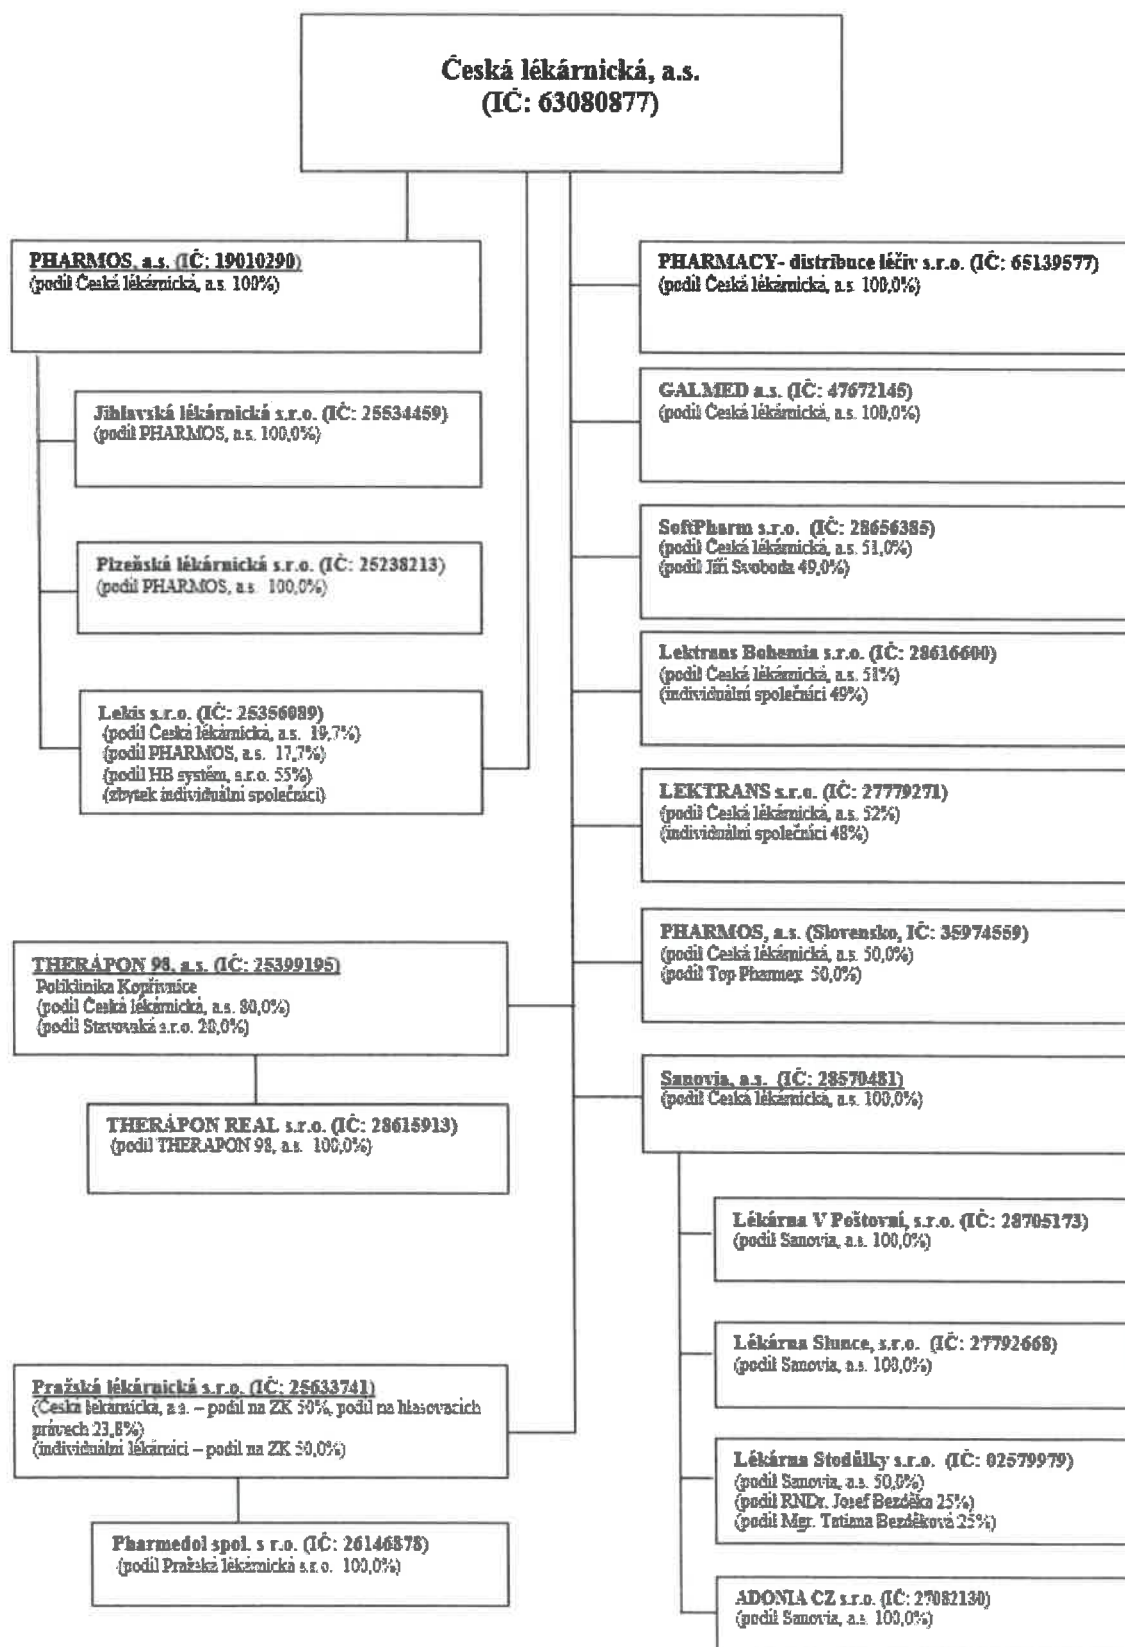 Česká lékárnická, a.s.
(IČ: 63080877)
PHARMOS, a.s. (IČ: 19010290)
(podíl Česká lékárnická, a.s. 100%)
Jihlavská lékárnická s.r.o. (IČ: 25534459)
(podíl PHARMOS, a.s. 100,0%)
Plzeňská lékárnická s.r.o. (IČ: 25238213)
(podíl PHARMOS, a.s. 100,0%)
Lekis s.r.o. (IČ: 25356089)
(podíl Česká lékárnická, a.s. 19,7%)
(podíl PHARMOS, a.s. 17,7%)
(podíl HB systém, s.r.o. 55%)
(zbytek individuální společníci)
THERÁPON 98, a.s. (IČ: 25399195)
Poliklinika Kopřivnice
(podíl Česká lékárnická, a.s. 80,0%)
(podíl Stavovská s.r.o. 20,0%)
THERÁPON REAL s.r.o. (IČ: 28615913)
(podíl THERÁPON 98, a.s. 100,0%)
Pražská lékárnická s.r.o. (IČ: 25633741)
(Česká lékárnická, a.s. – podíl na ZK 50%, podíl na hlasovacích
právech 23,8%)
(individuální lékárníci – podíl na ZK 50,0%)
Pharmedol spol. s r.o. (IČ: 26146878)
(podíl Pražská lékárnická s.r.o. 100,0%)
PHARMACY- distribuce léčiv s.r.o. (IČ: 65139577)
(podíl Česká lékárnická, a.s. 100,0%)
GALMED a.s. (IČ: 47672145)
(podíl Česká lékárnická, a.s. 100,0%)
SoftPharm s.r.o. (IČ: 28656385)
(podíl Česká lékárnická, a.s. 51,0%)
(podíl Jiří Svoboda 49,0%)
Lektrans Bohemia s.r.o. (IČ: 28616600)
(podíl Česká lékárnická, a.s. 51%)
(individuální společníci 49%)
LEKTRANS s.r.o. (IČ: 27779271)
(podíl Česká lékárnická, a.s. 52%)
(individuální společníci 48%)
PHARMOS, a.s. (Slovensko, IČ: 35974559)
(podíl Česká lékárnická, a.s. 50,0%)
(podíl Top Pharmex 50,0%)
Sanovia, a.s. (IČ: 28570481)
(podíl Česká lékárnická, a.s. 100,0%)
Lékárna V Poštovní, s.r.o. (IČ: 28705173)
(podíl Sanovia, a.s. 100,0%)
Lékárna Slunce, s.r.o. (IČ: 27792668)
(podíl Sanovia, a.s. 100,0%)
Lékárna Stodůlky s.r.o. (IČ: 02579979)
(podíl Sanovia, a.s. 50,0%)
(podíl RNDr. Josef Bezděka 25%)
(podíl Mgr. Tatiana Bezděková 25%)
ADONIA CZ s.r.o. (IČ: 27082130)
(podíl Sanovia, a.s. 100,0%)